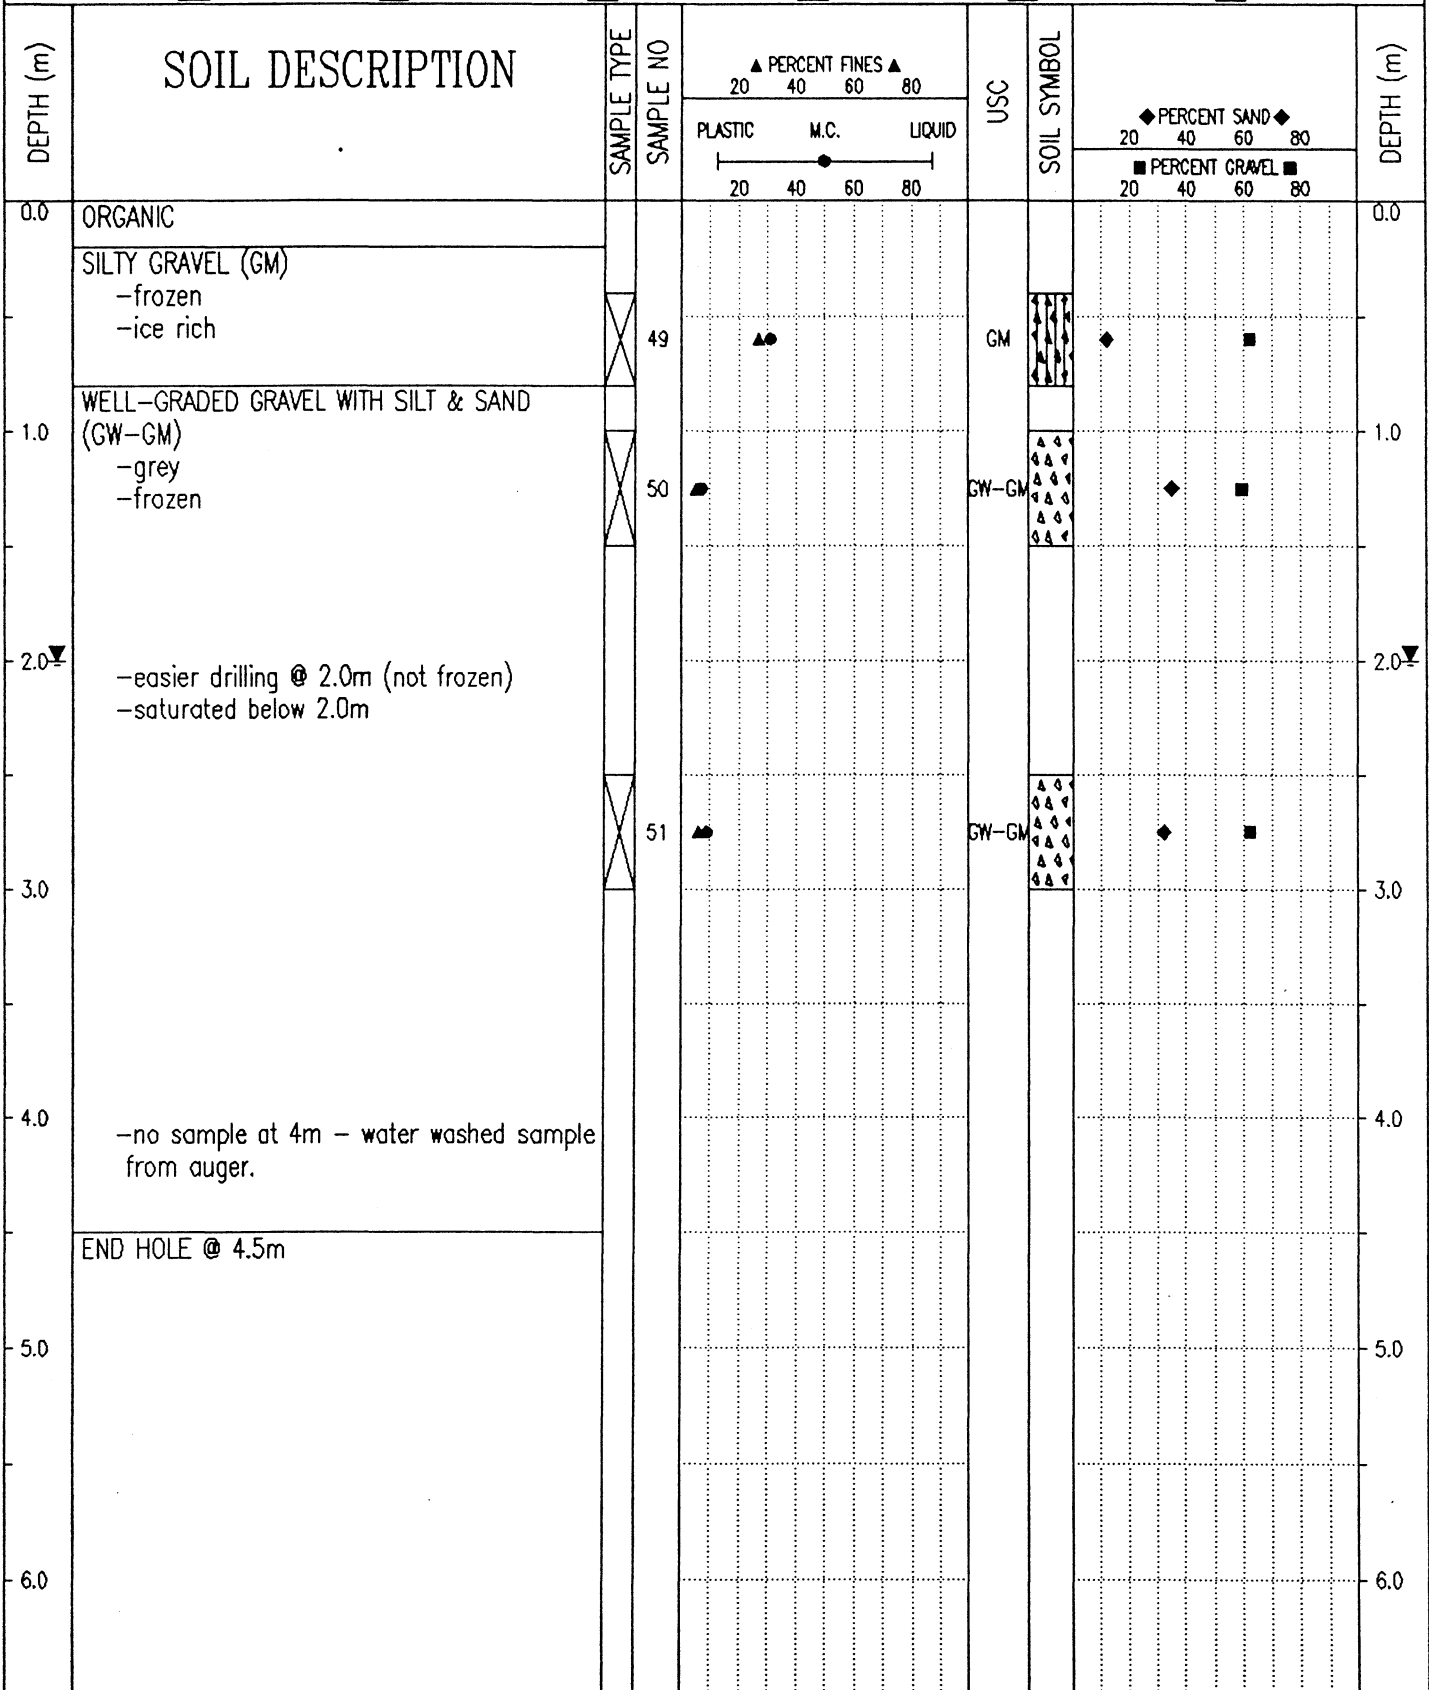 DEPTH (m)
SOIL DESCRIPTION
SAMPLE TYPE
SAMPLE NO
▲ PERCENT FINES ▲
20 40 60 80
PLASTIC M.C. LIQUID
20 40 60 80
USC
SOIL SYMBOL
◆ PERCENT SAND ◆
20 40 60 80
■ PERCENT GRAVEL ■
20 40 60 80
DEPTH (m)
0.0 ORGANIC 0.0
SILTY GRAVEL (GM)
-frozen
-ice rich
49 GM
WELL-GRADED GRAVEL WITH SILT & SAND
1.0 (GW-GM) 1.0
-grey
50 GW-GM
-frozen
2.0 2.0
-easier drilling @ 2.0m (not frozen)
-saturated below 2.0m
51 GW-GM
3.0 3.0
4.0 4.0
-no sample at 4m - water washed sample
from auger.
END HOLE @ 4.5m
5.0 5.0
6.0 6.0